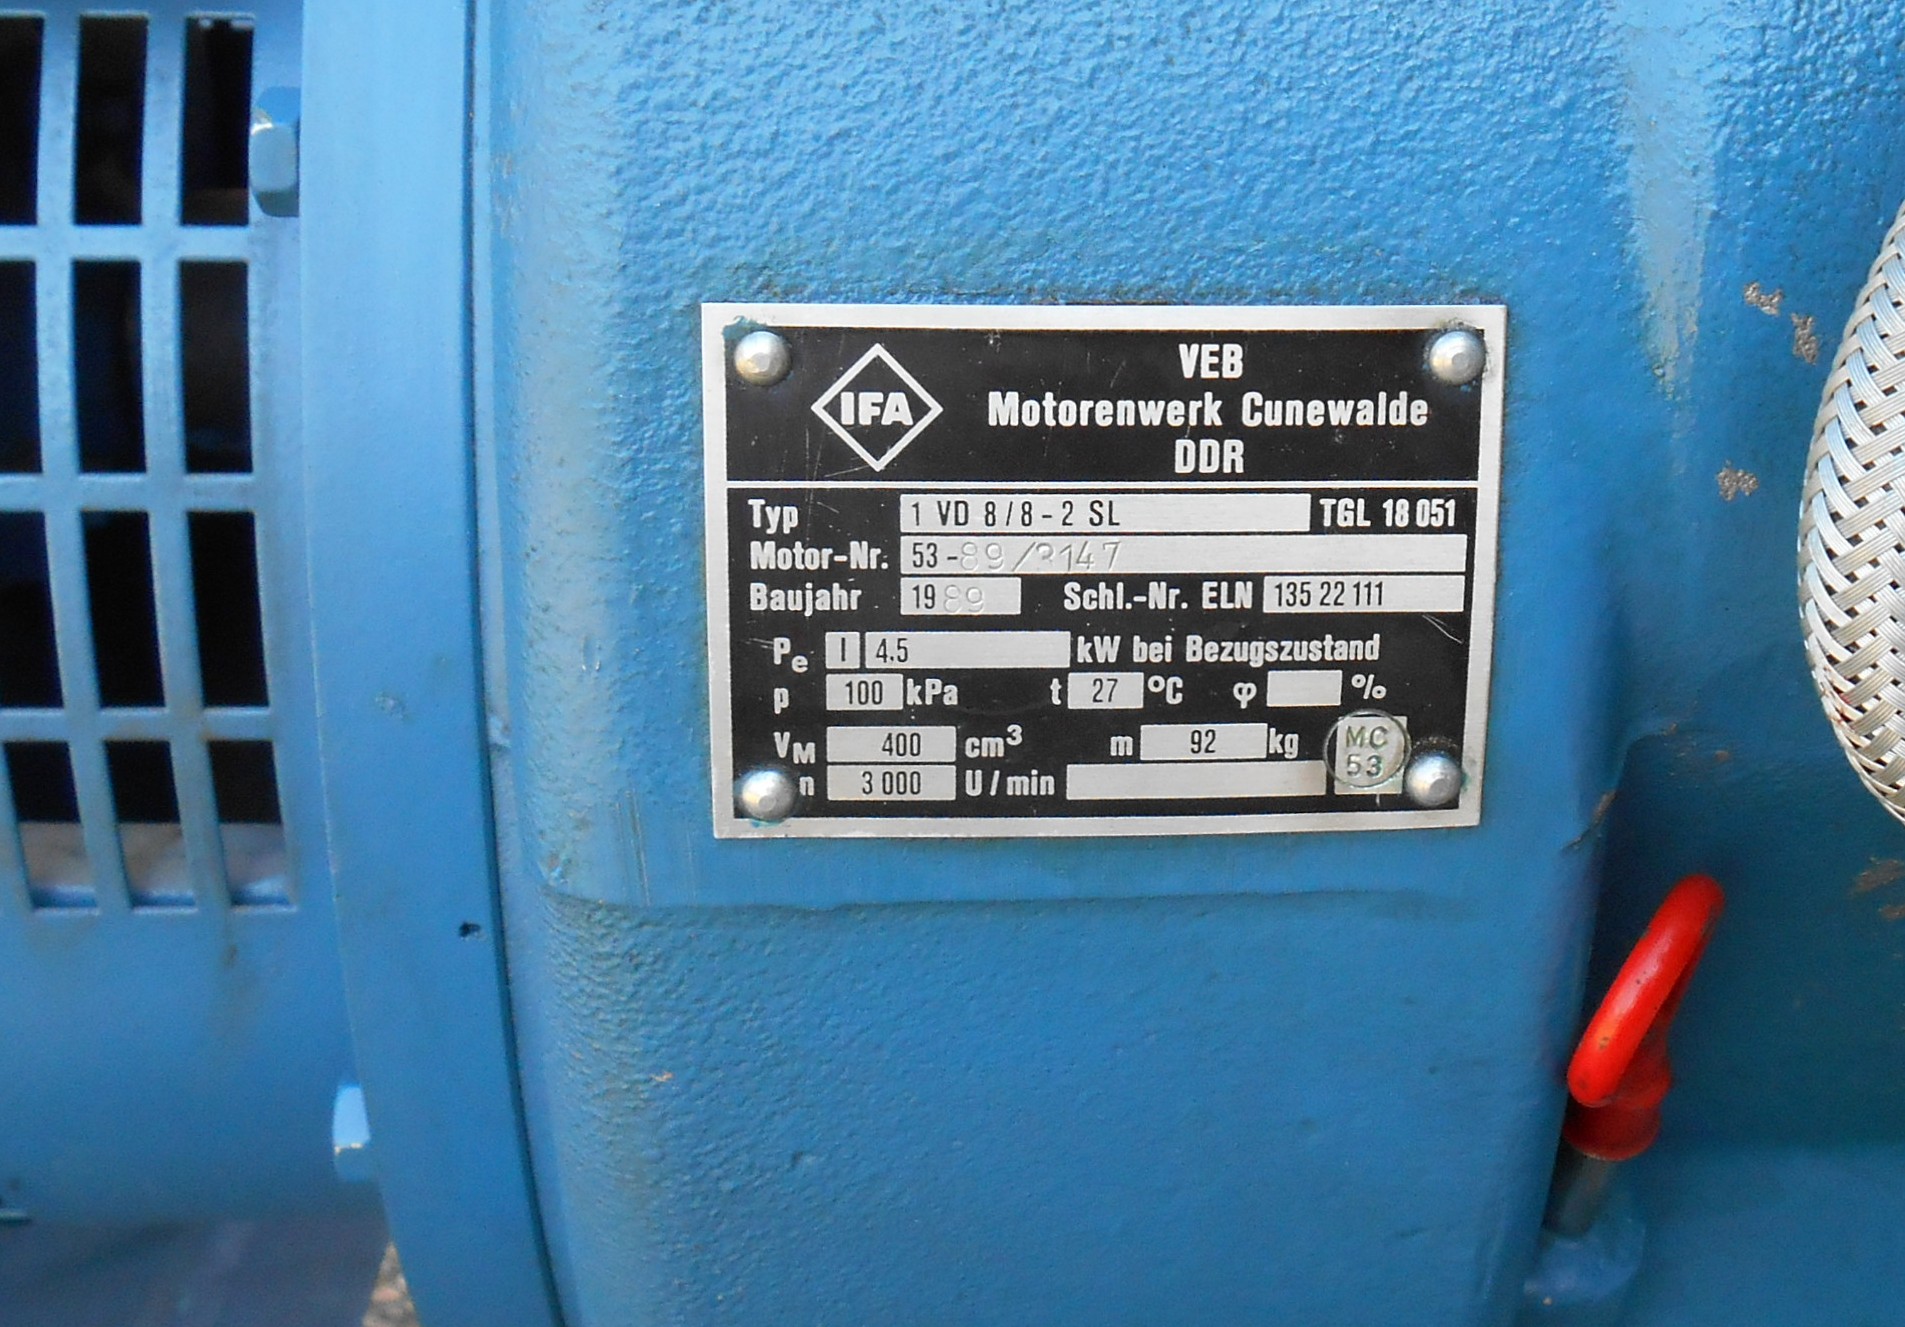 VEB
IFA Motorenwerk Cunewalde
DDR
Typ 1 VD 8/8-2 SL TGL 18 051
Motor-Nr. 53-89/3147
Baujahr 1989 Schl.-Nr. ELN 135 22 111
Pe I 4,5 kW bei Bezugszustand
p 100 kPa t 27 °C φ %
VM 400 cm³ m 92 kg MC
n 3 000 U/min 53